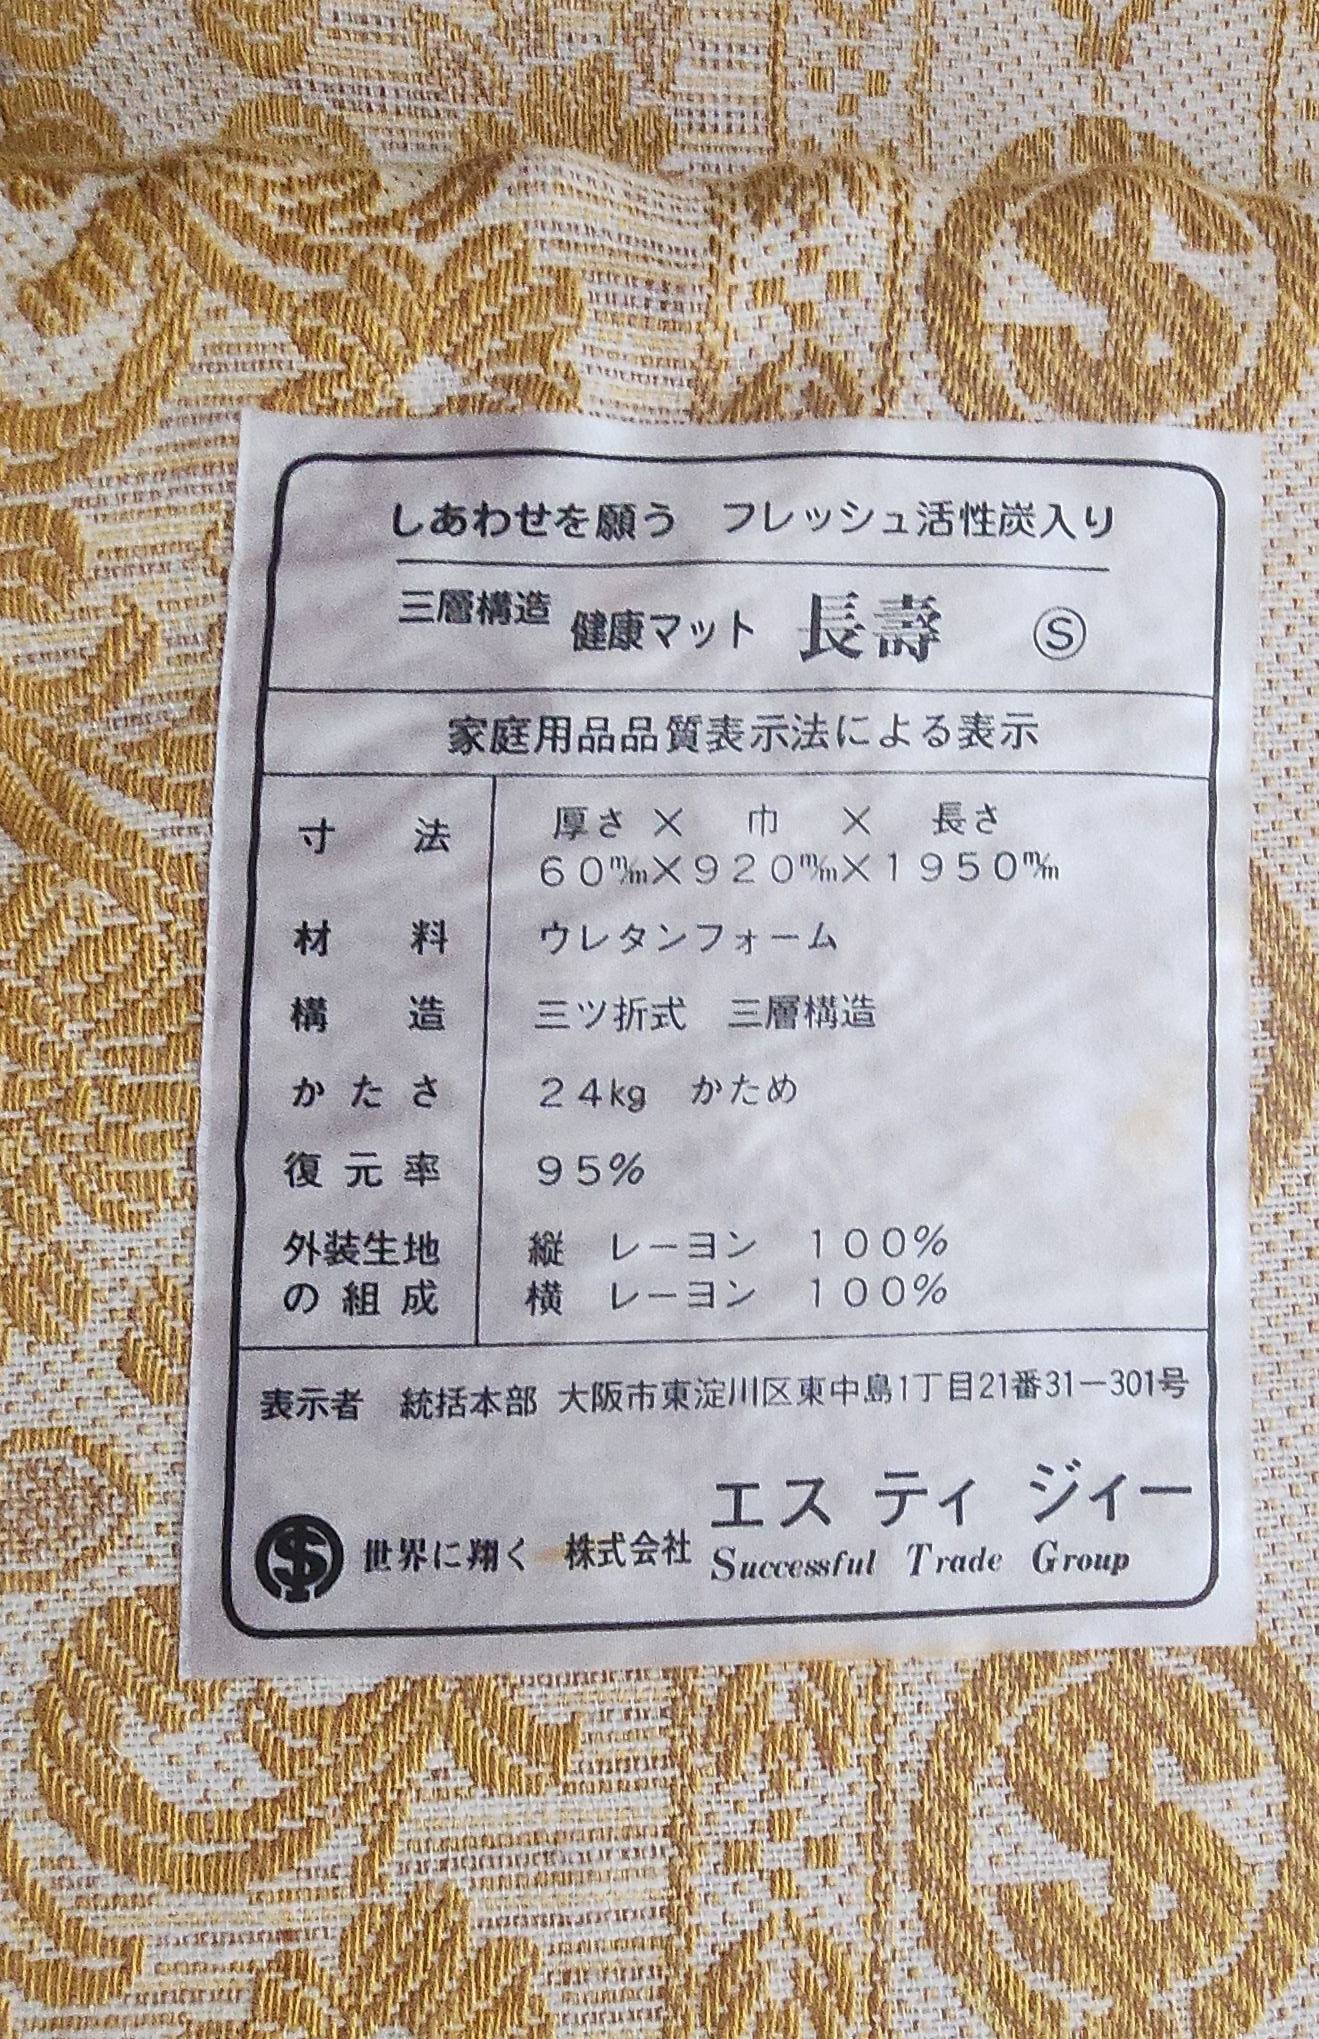 しあわせを願う フレッシュ活性炭入り
三層構造 健康マット 長壽 Ⓢ
家庭用品品質表示法による表示
寸法 厚さ × 巾 × 長さ
60㎜×920㎜×1950㎜
材料 ウレタンフォーム
構造 三ツ折式 三層構造
かたさ 24kg かため
復元率 95%
外装生地 縦 レーヨン 100%
の組成 横 レーヨン 100%
表示者 統括本部 大阪市東淀川区東中島1丁目21番31－301号
世界に翔く 株式会社 エス ティ ジィー
Successful Trade Group